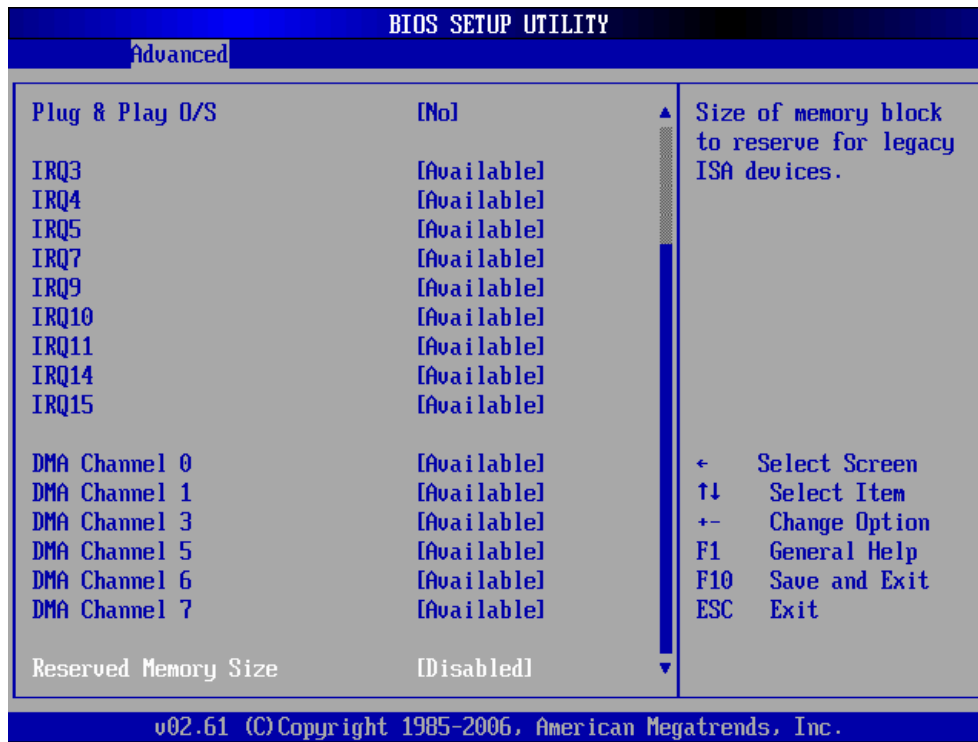 BIOS SETUP UTILITY
Advanced
Plug & Play O/S [No]
IRQ3 [Available]
IRQ4 [Available]
IRQ5 [Available]
IRQ7 [Available]
IRQ9 [Available]
IRQ10 [Available]
IRQ11 [Available]
IRQ14 [Available]
IRQ15 [Available]
DMA Channel 0 [Available]
DMA Channel 1 [Available]
DMA Channel 3 [Available]
DMA Channel 5 [Available]
DMA Channel 6 [Available]
DMA Channel 7 [Available]
Reserved Memory Size [Disabled]
Size of memory block
to reserve for legacy
ISA devices.
← Select Screen
↑↓ Select Item
+- Change Option
F1 General Help
F10 Save and Exit
ESC Exit
v02.61 (C)Copyright 1985-2006, American Megatrends, Inc.